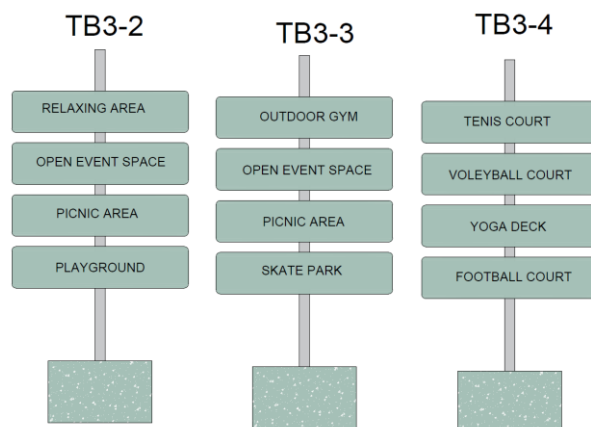 TB3-2
RELAXING AREA
OPEN EVENT SPACE
PICNIC AREA
PLAYGROUND
TB3-3
OUTDOOR GYM
OPEN EVENT SPACE
PICNIC AREA
SKATE PARK
TB3-4
TENIS COURT
VOLEYBALL COURT
YOGA DECK
FOOTBALL COURT